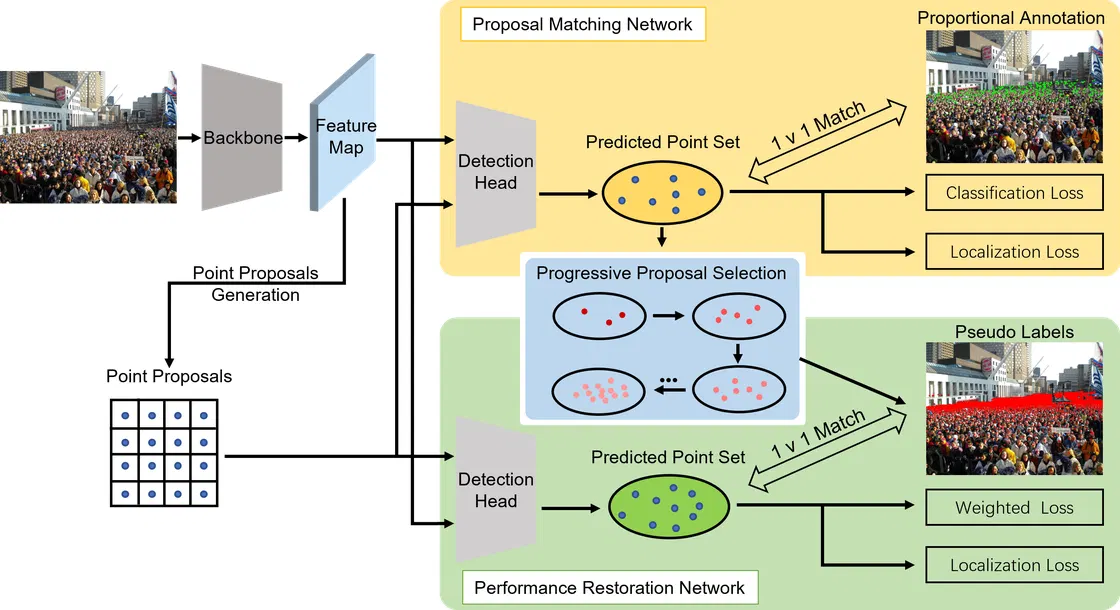 Proposal Matching Network
Proportional Annotation
Backbone
Feature
Map
Detection
Head
Predicted Point Set
1 v 1 Match
Classification Loss
Localization Loss
Point Proposals
Generation
Progressive Proposal Selection
Point Proposals
Pseudo Labels
Detection
Head
Predicted Point Set
1 v 1 Match
Weighted Loss
Localization Loss
Performance Restoration Network